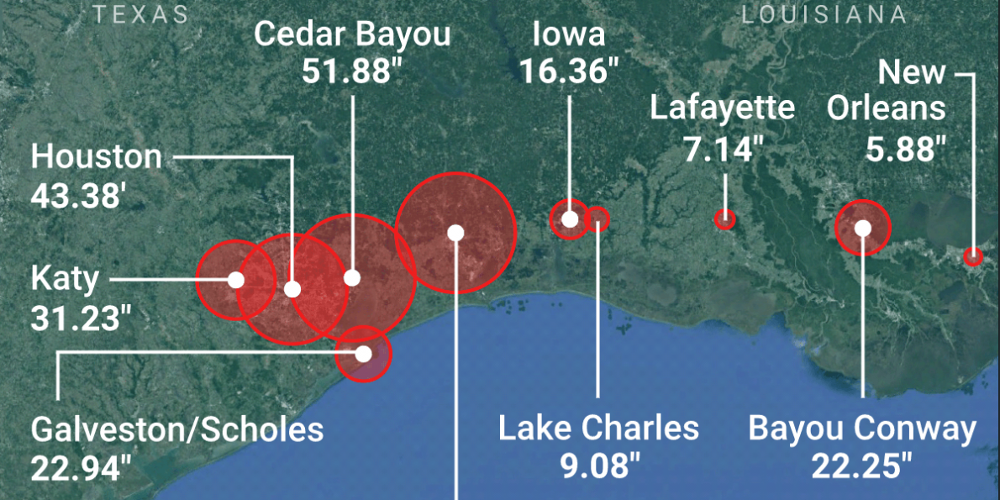 TEXAS
LOUISIANA
Cedar Bayou
51.88"
Iowa
16.36"
New
Orleans
5.88"
Lafayette
7.14"
Houston
43.38'
Katy
31.23"
Galveston/Scholes
22.94"
Lake Charles
9.08"
Bayou Conway
22.25"